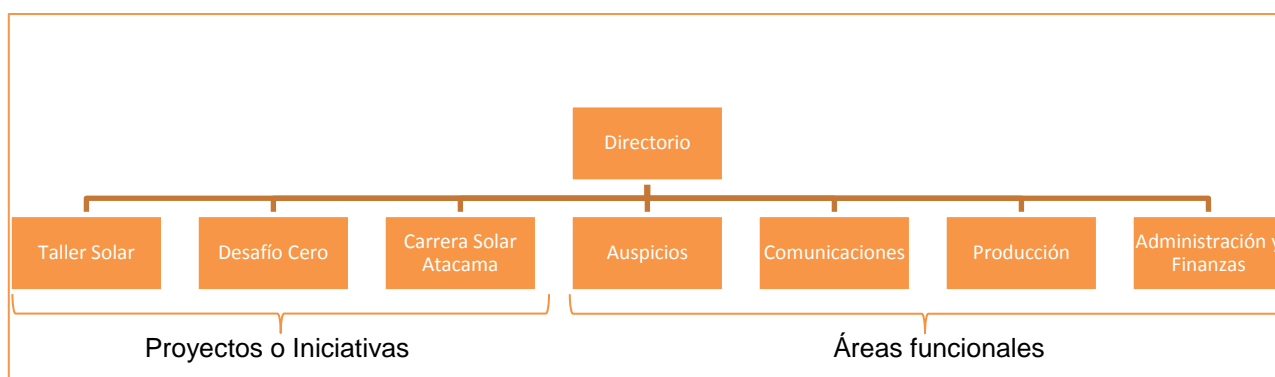 Directorio
Taller Solar
Desafío Cero
Carrera Solar
Atacama
Auspicios
Comunicaciones
Producción
Administración y
Finanzas
Proyectos o Iniciativas
Áreas funcionales